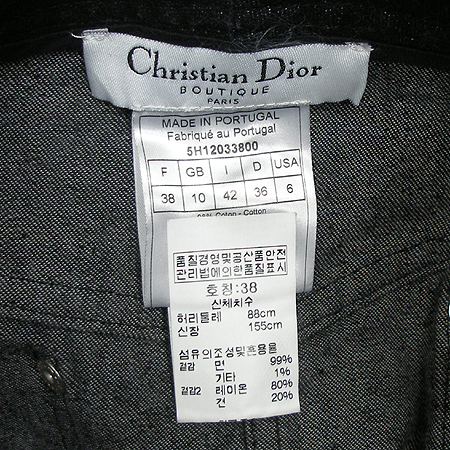 Christian Dior
BOUTIQUE
PARIS
MADE IN PORTUGAL
Fabriqué au Portugal
5H12033800
F GB I D USA
38 10 42 36 6
Coton - Cotton
품질경영및공산품안전
관리법에의한품질표시
호칭:38
신체치수
허리둘레 88cm
신장 155cm
섬유의조성및혼용율
겉감 면 99%
기타 1%
겉감2 레이온 80%
견 20%